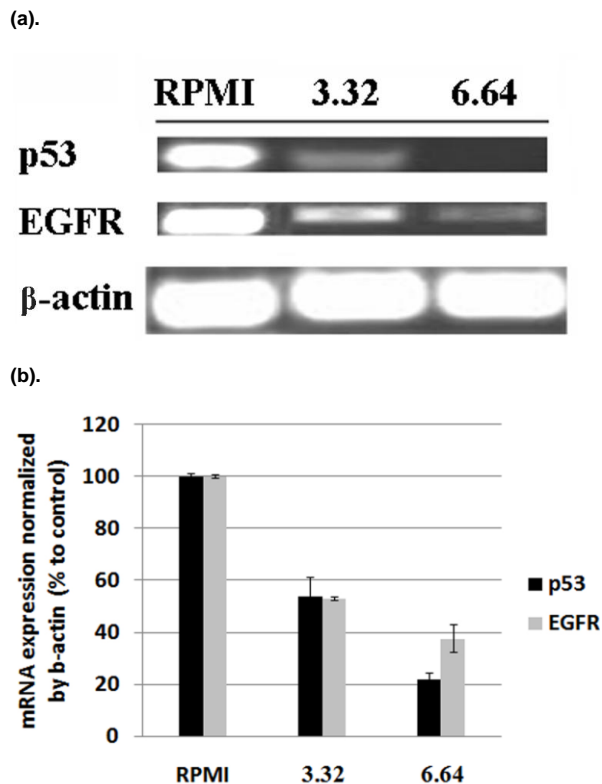 (a).
RPMI 3.32 6.64
p53
EGFR
β-actin
(b).
mRNA expression normalized
by b-actin (% to control)
120
100
80
60
40
20
0
RPMI 3.32 6.64
p53
EGFR